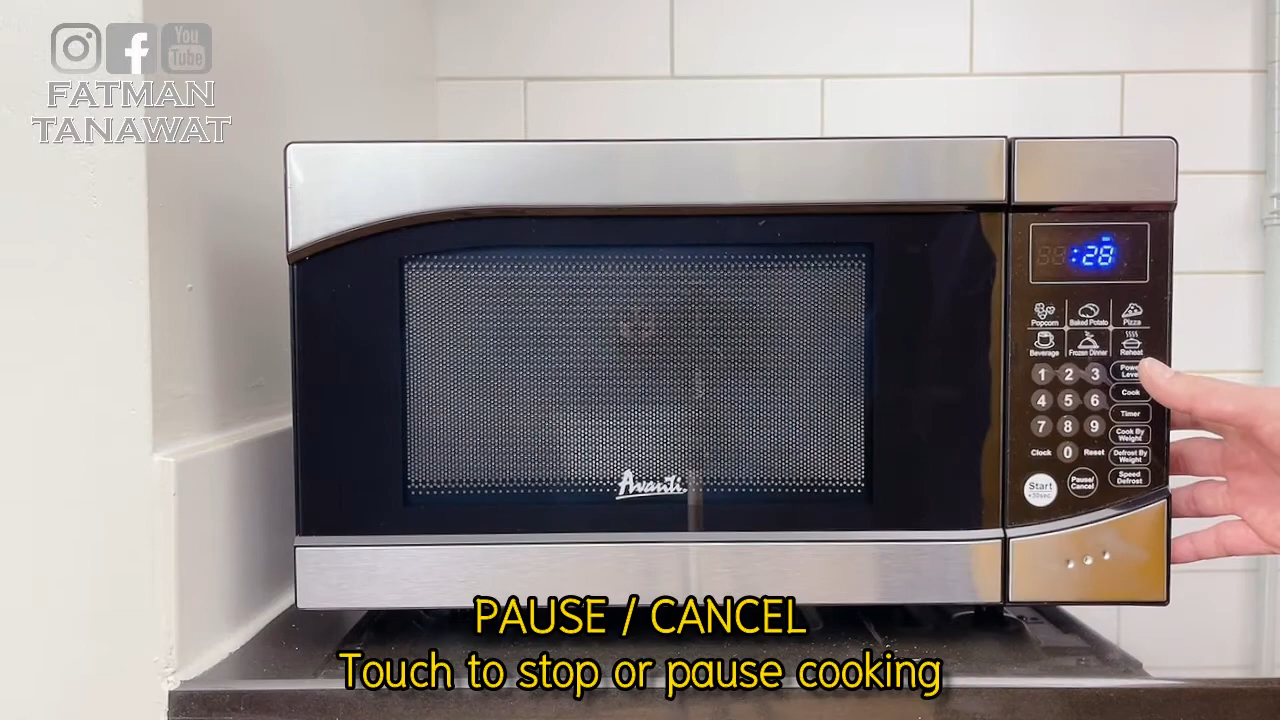 You
Tube
FATMAN
TANAWAT
:28
Popcorn
Baked Potato
Pizza
Beverage
Frozen Dinner
Reheat
1 2 3
Power
Level
Cook
4 5 6
Timer
7 8 9
Cook By
Weight
Clock 0 Reset
Defrost By
Weight
Speed
Defrost
Start
+30sec.
Pause/
Cancel
Avanti
PAUSE / CANCEL
Touch to stop or pause cooking